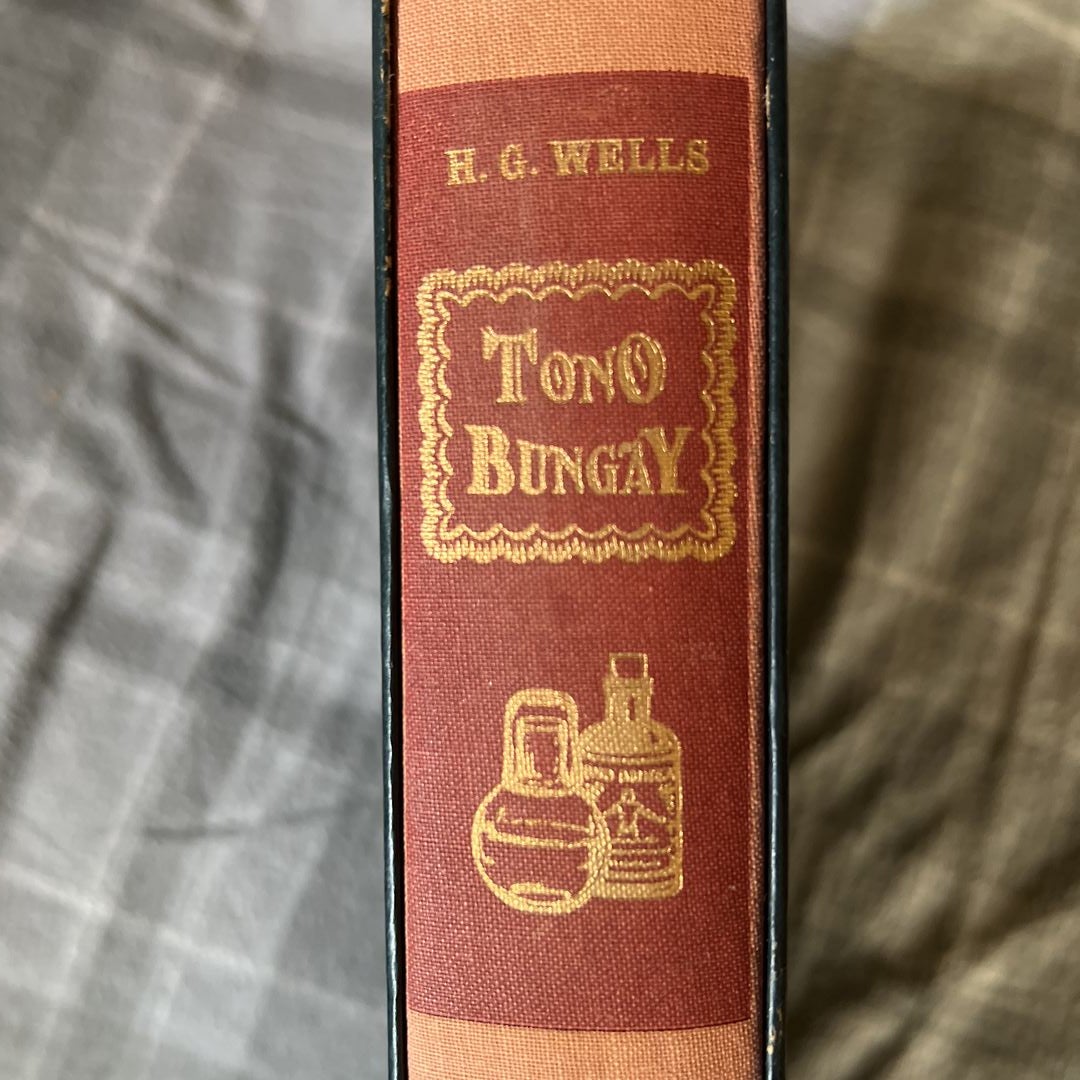 H. G. WELLS
TONO
BUNGAY